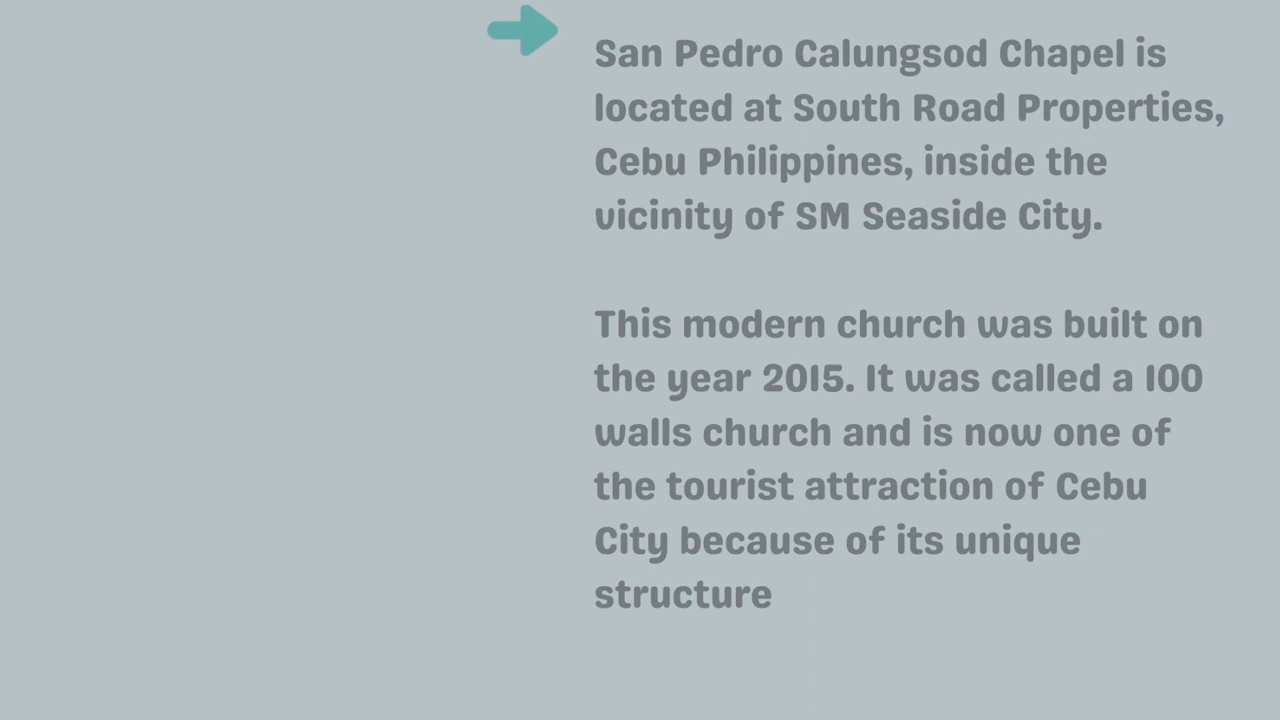 San Pedro Calungsod Chapel is
located at South Road Properties,
Cebu Philippines, inside the
vicinity of SM Seaside City.
This modern church was built on
the year 2015. It was called a 100
walls church and is now one of
the tourist attraction of Cebu
City because of its unique
structure